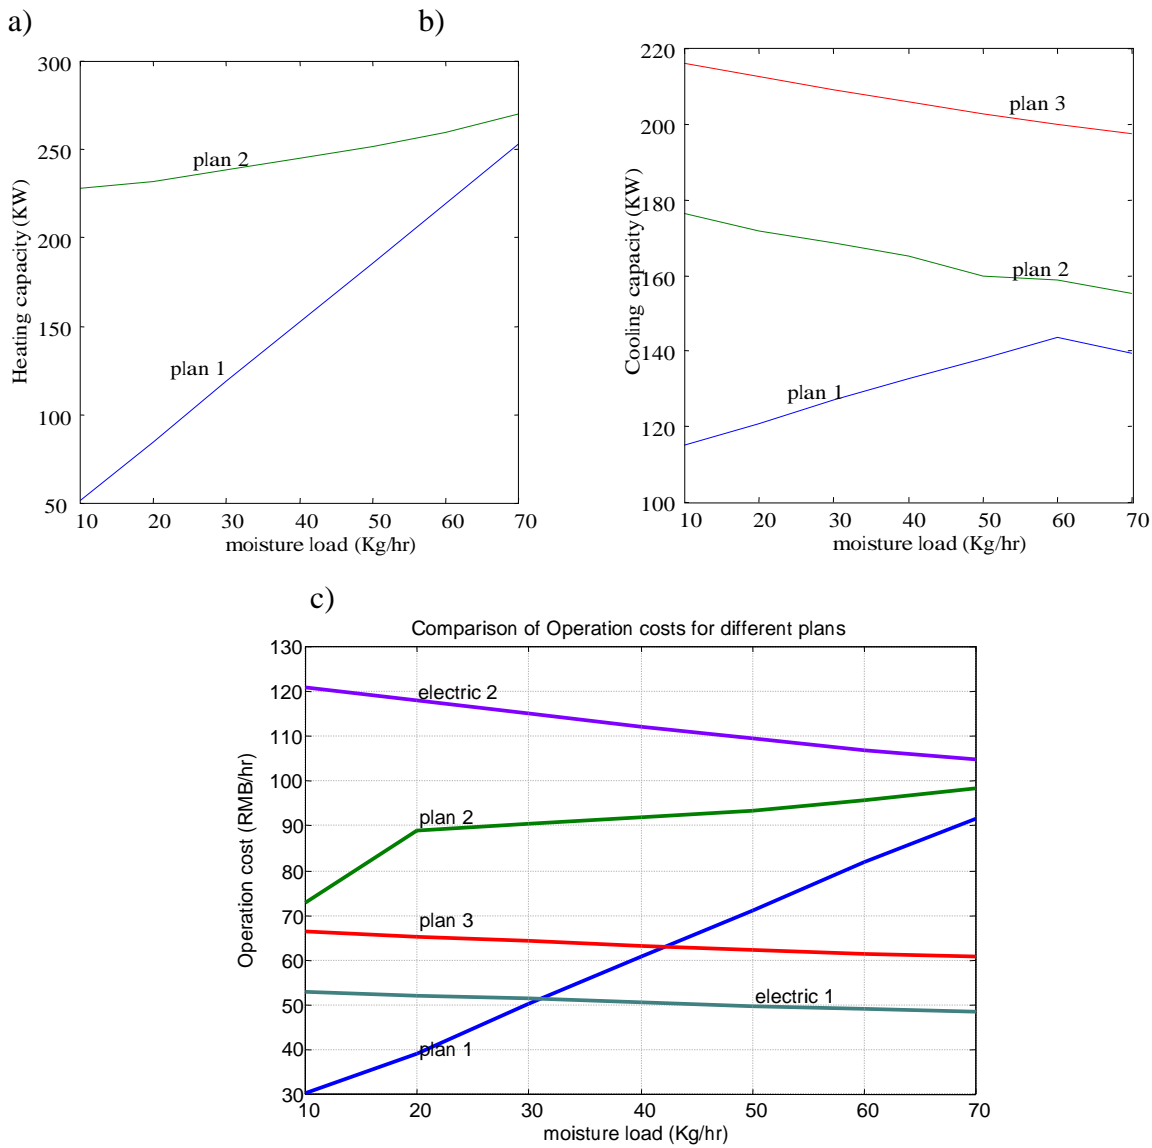 a)
b)
300
250
200
150
100
50
10 20 30 40 50 60 70
moisture load (Kg/hr)
Heating capacity (KW)
plan 2
plan 1
220
200
180
160
140
120
100
10 20 30 40 50 60 70
moisture load (Kg/hr)
Cooling capacity (KW)
plan 3
plan 2
plan 1
c)
Comparison of Operation costs for different plans
130
120
110
100
90
80
70
60
50
40
30
10 20 30 40 50 60 70
moisture load (Kg/hr)
Operation cost (RMB/hr)
electric 2
plan 2
plan 3
electric 1
plan 1